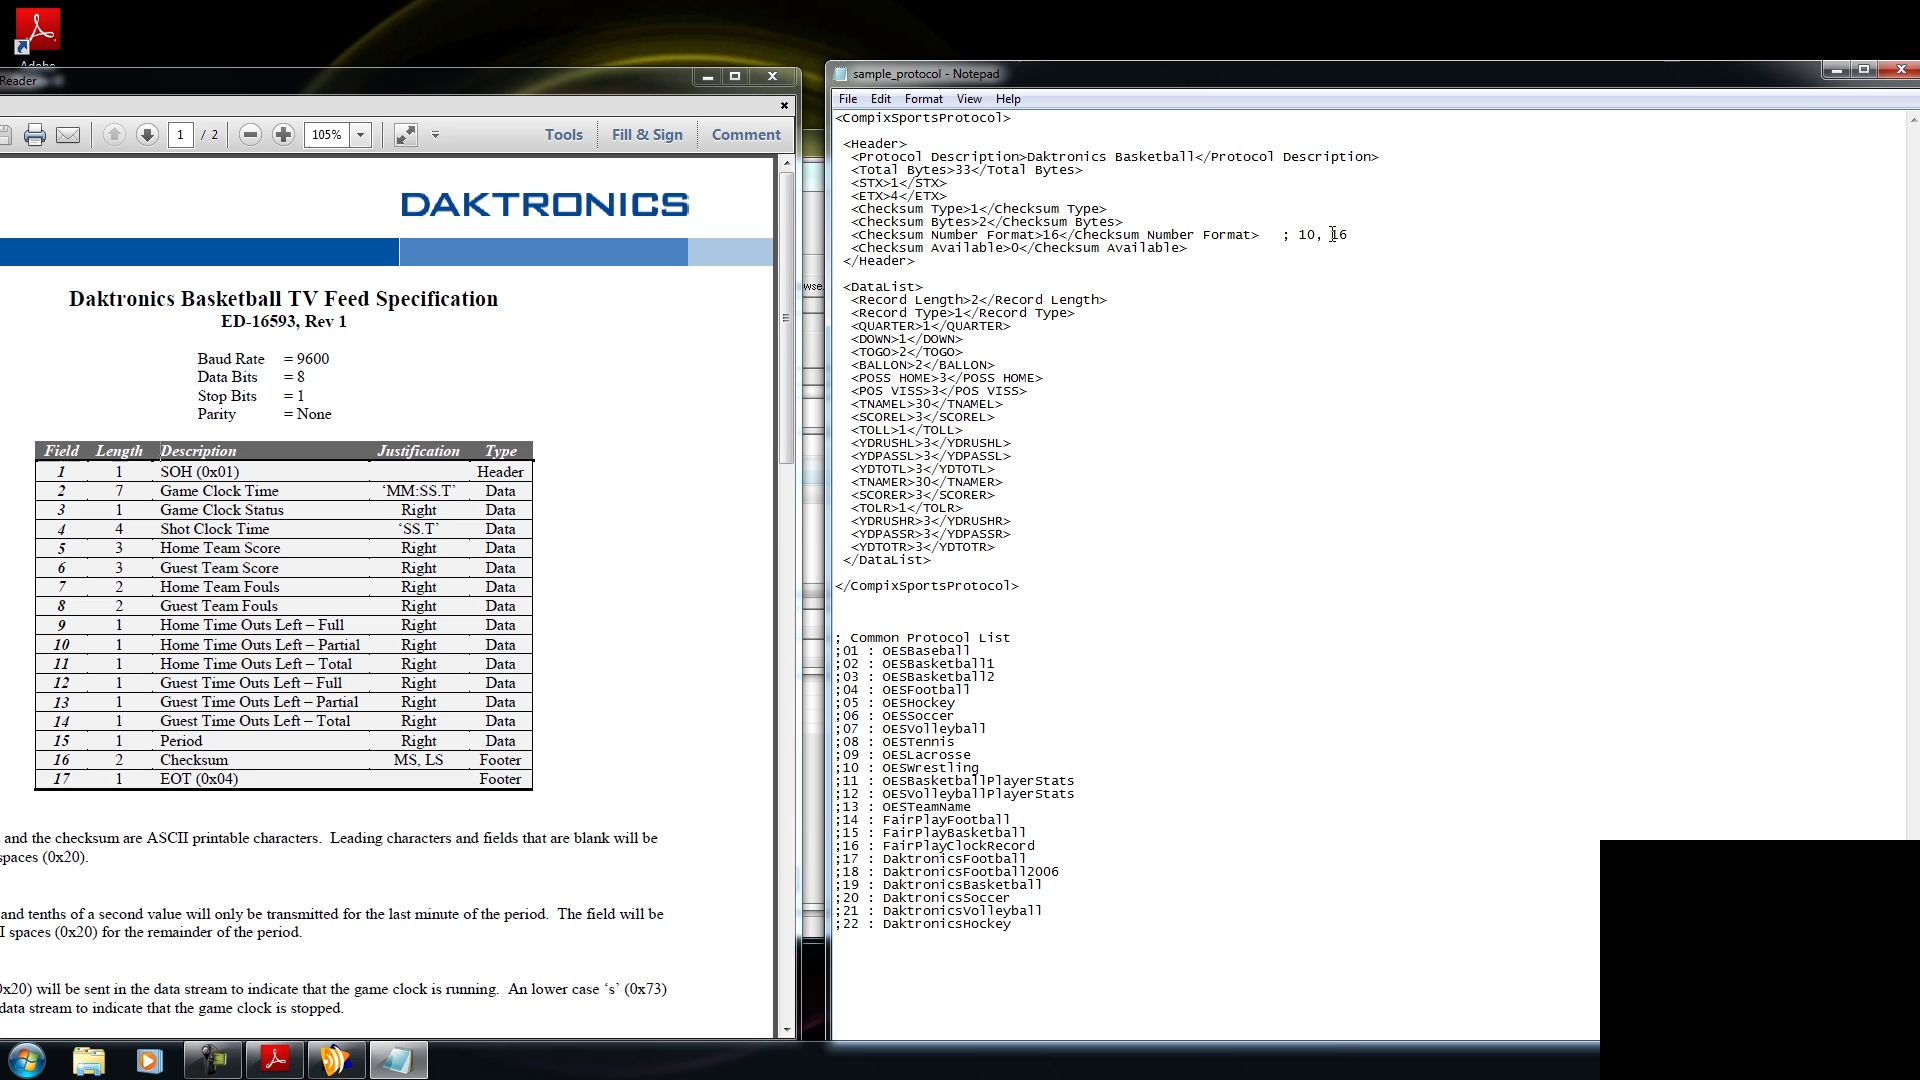 Adobe
Reader
1 / 2
105%
Tools
Fill & Sign
Comment
DAKTRONICS
Daktronics Basketball TV Feed Specification
ED-16593, Rev 1
Baud Rate = 9600
Data Bits = 8
Stop Bits = 1
Parity = None
Field Length Description Justification Type
1 1 SOH (0x01) Header
2 7 Game Clock Time ‘MM:SS.T’ Data
3 1 Game Clock Status Right Data
4 4 Shot Clock Time ‘SS.T’ Data
5 3 Home Team Score Right Data
6 3 Guest Team Score Right Data
7 2 Home Team Fouls Right Data
8 2 Guest Team Fouls Right Data
9 1 Home Time Outs Left – Full Right Data
10 1 Home Time Outs Left – Partial Right Data
11 1 Home Time Outs Left – Total Right Data
12 1 Guest Time Outs Left – Full Right Data
13 1 Guest Time Outs Left – Partial Right Data
14 1 Guest Time Outs Left – Total Right Data
15 1 Period Right Data
16 2 Checksum MS, LS Footer
17 1 EOT (0x04) Footer
and the checksum are ASCII printable characters. Leading characters and fields that are blank will be
spaces (0x20).
and tenths of a second value will only be transmitted for the last minute of the period. The field will be
I spaces (0x20) for the remainder of the period.
0x20) will be sent in the data stream to indicate that the game clock is running. An lower case ‘s’ (0x73)
data stream to indicate that the game clock is stopped.
wse.
sample_protocol - Notepad
File Edit Format View Help
<CompixSportsProtocol>
<Header>
<Protocol Description>Daktronics Basketball</Protocol Description>
<Total Bytes>33</Total Bytes>
<STX>1</STX>
<ETX>4</ETX>
<Checksum Type>1</Checksum Type>
<Checksum Bytes>2</Checksum Bytes>
<Checksum Number Format>16</Checksum Number Format> ; 10, 16
<Checksum Available>0</Checksum Available>
</Header>
<DataList>
<Record Length>2</Record Length>
<Record Type>1</Record Type>
<QUARTER>1</QUARTER>
<DOWN>1</DOWN>
<TOGO>2</TOGO>
<BALLON>2</BALLON>
<POSS HOME>3</POSS HOME>
<POS VISS>3</POS VISS>
<TNAMEL>30</TNAMEL>
<SCOREL>3</SCOREL>
<TOLL>1</TOLL>
<YDRUSHL>3</YDRUSHL>
<YDPASSL>3</YDPASSL>
<YDTOTL>3</YDTOTL>
<TNAMER>30</TNAMER>
<SCORER>3</SCORER>
<TOLR>1</TOLR>
<YDRUSHR>3</YDRUSHR>
<YDPASSR>3</YDPASSR>
<YDTOTR>3</YDTOTR>
</DataList>
</CompixSportsProtocol>
; Common Protocol List
;01 : OESBaseball
;02 : OESBasketball1
;03 : OESBasketball2
;04 : OESFootball
;05 : OESHockey
;06 : OESSoccer
;07 : OESVolleyball
;08 : OESTennis
;09 : OESLacrosse
;10 : OESWrestling
;11 : OESBasketballPlayerStats
;12 : OESVolleyballPlayerStats
;13 : OESTeamName
;14 : FairPlayFootball
;15 : FairPlayBasketball
;16 : FairPlayClockRecord
;17 : DaktronicsFootball
;18 : DaktronicsFootball2006
;19 : DaktronicsBasketball
;20 : DaktronicsSoccer
;21 : DaktronicsVolleyball
;22 : DaktronicsHockey